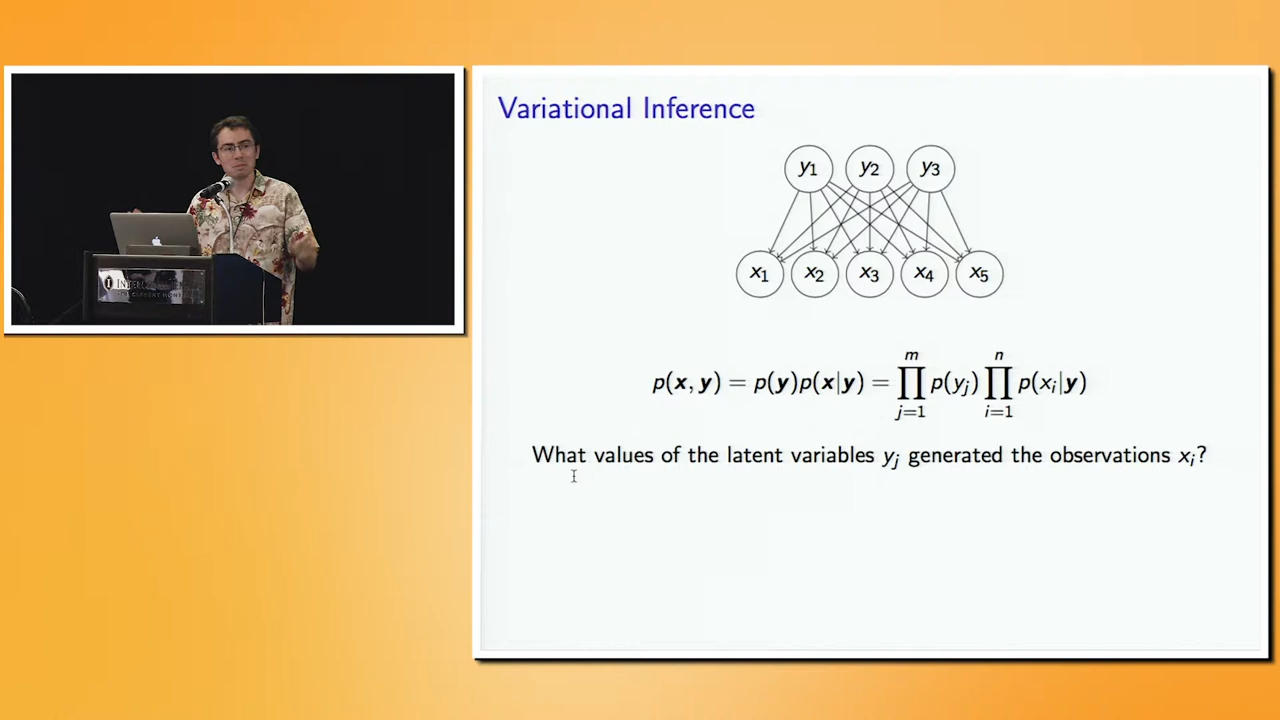 Variational Inference
y1 y2 y3
x1 x2 x3 x4 x5
p(x, y) = p(y)p(x|y) = ∏_{j=1}^{m} p(y_j) ∏_{i=1}^{n} p(x_i|y)
What values of the latent variables y_j generated the observations x_i?